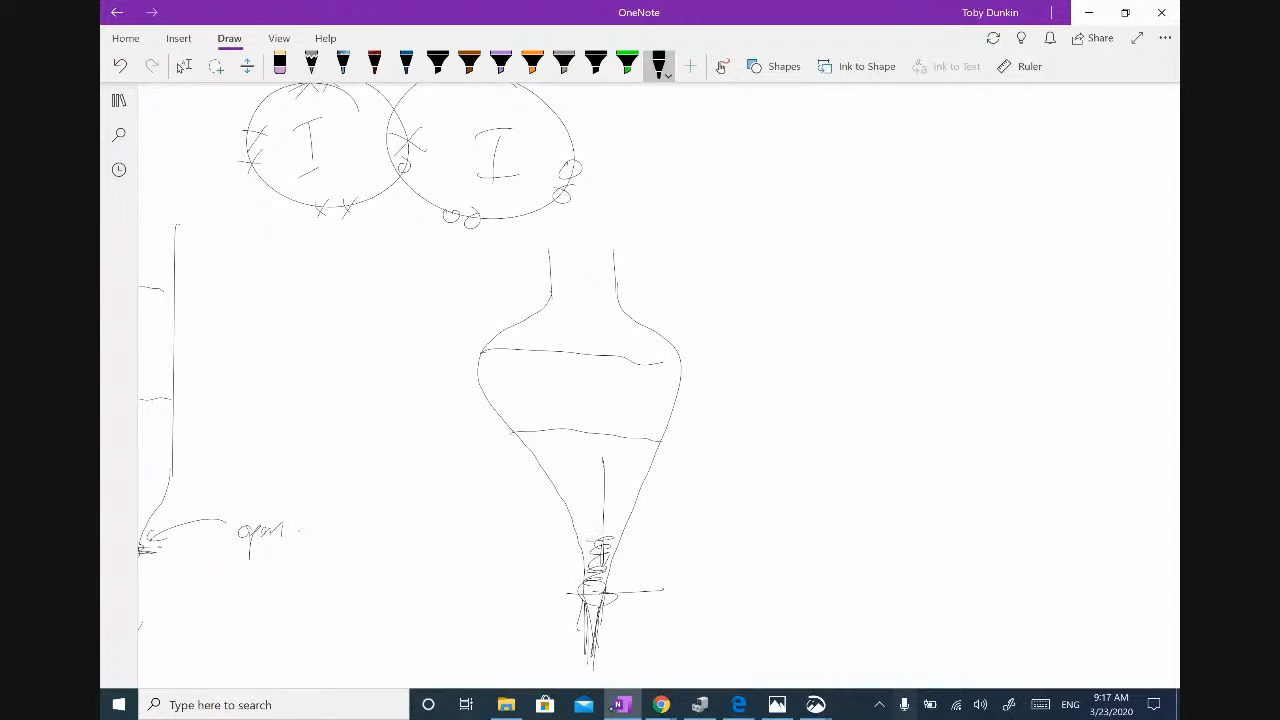 OneNote
Toby Dunkin
Home Insert Draw View Help
Share
Shapes Ink to Shape Ink to Text Ruler
I I
open
Type here to search
ENG
9:17 AM
3/23/2020